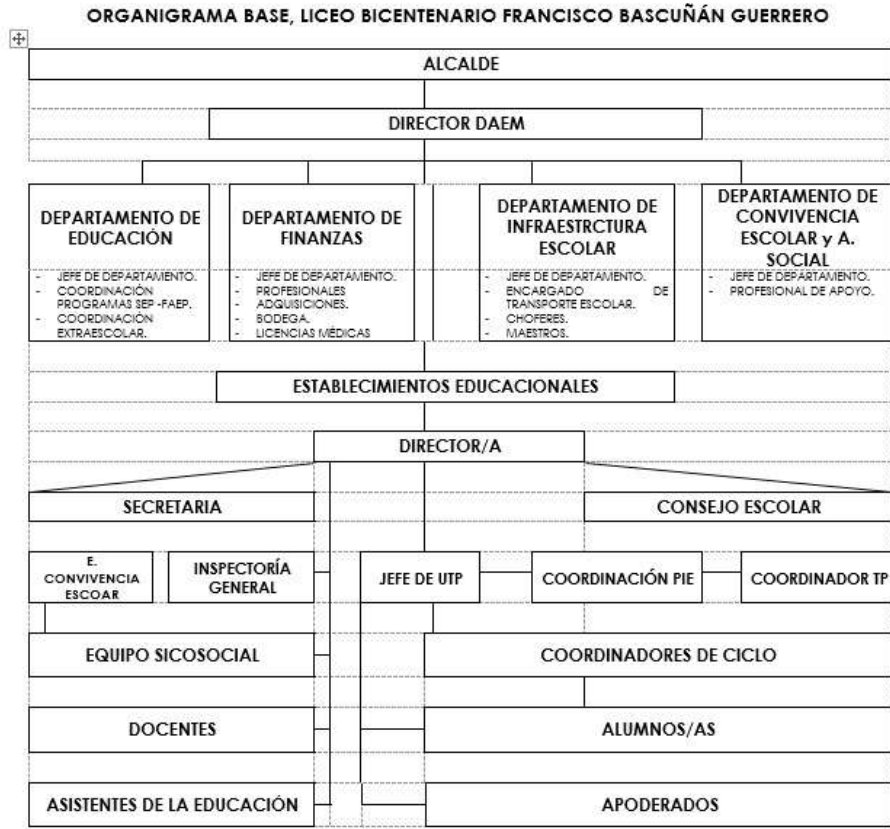 ORGANIGRAMA BASE, LICEO BICENTENARIO FRANCISCO BASCUÑÁN GUERRERO
ALCALDE
DIRECTOR DAEM
DEPARTAMENTO DE
EDUCACIÓN
- JEFE DE DEPARTAMENTO.
- COORDINACIÓN
PROGRAMAS SEP -FAEP.
- COORDINACIÓN
EXTRAESCOLAR.
DEPARTAMENTO DE
FINANZAS
- JEFE DE DEPARTAMENTO.
- PROFESIONALES
- ADQUISICIONES.
- BODEGA.
- LICENCIAS MÉDICAS
DEPARTAMENTO DE
INFRAESTRCTURA
ESCOLAR
- JEFE DE DEPARTAMENTO.
- ENCARGADO DE
TRANSPORTE ESCOLAR.
- CHOFERES.
- MAESTROS.
DEPARTAMENTO DE
CONVIVENCIA
ESCOLAR y A.
SOCIAL
- JEFE DE DEPARTAMENTO.
- PROFESIONAL DE APOYO.
ESTABLECIMIENTOS EDUCACIONALES
DIRECTOR/A
SECRETARIA
CONSEJO ESCOLAR
E.
CONVIVENCIA
ESCOAR
INSPECTORÍA
GENERAL
JEFE DE UTP
COORDINACIÓN PIE
COORDINADOR TP
EQUIPO SICOSOCIAL
COORDINADORES DE CICLO
DOCENTES
ALUMNOS/AS
ASISTENTES DE LA EDUCACIÓN
APODERADOS